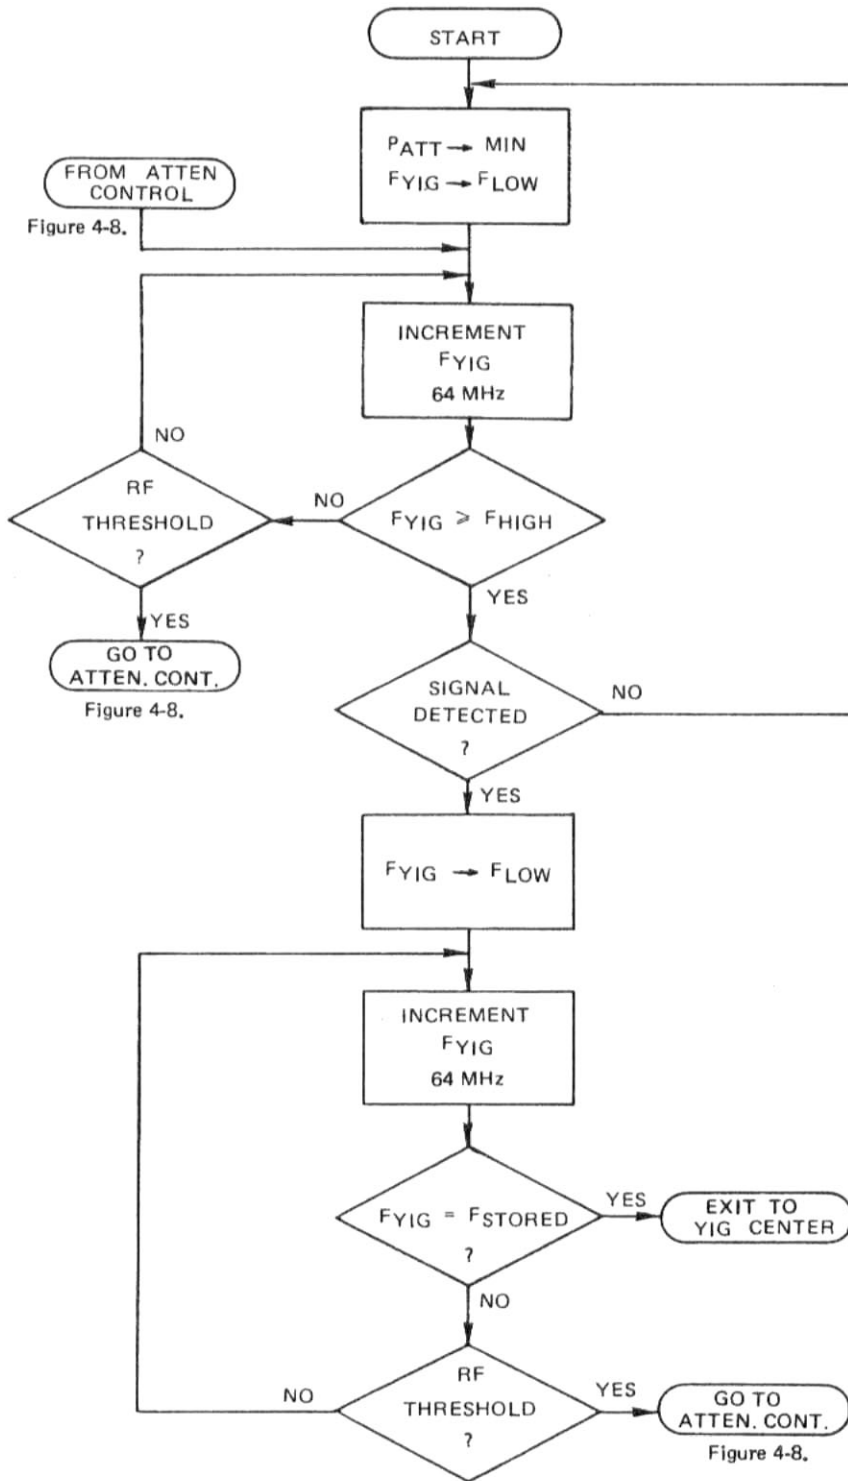 START
PATT → MIN
FYIG → FLOW
FROM ATTEN
CONTROL
Figure 4-8.
INCREMENT
FYIG
64 MHz
NO
RF
THRESHOLD
?
NO
FYIG ⩾ FHIGH
YES
YES
GO TO
ATTEN. CONT.
Figure 4-8.
SIGNAL
DETECTED
?
NO
YES
FYIG → FLOW
INCREMENT
FYIG
64 MHz
FYIG = FSTORED
?
YES
EXIT TO
YIG CENTER
NO
RF
THRESHOLD
?
NO
YES
GO TO
ATTEN. CONT.
Figure 4-8.